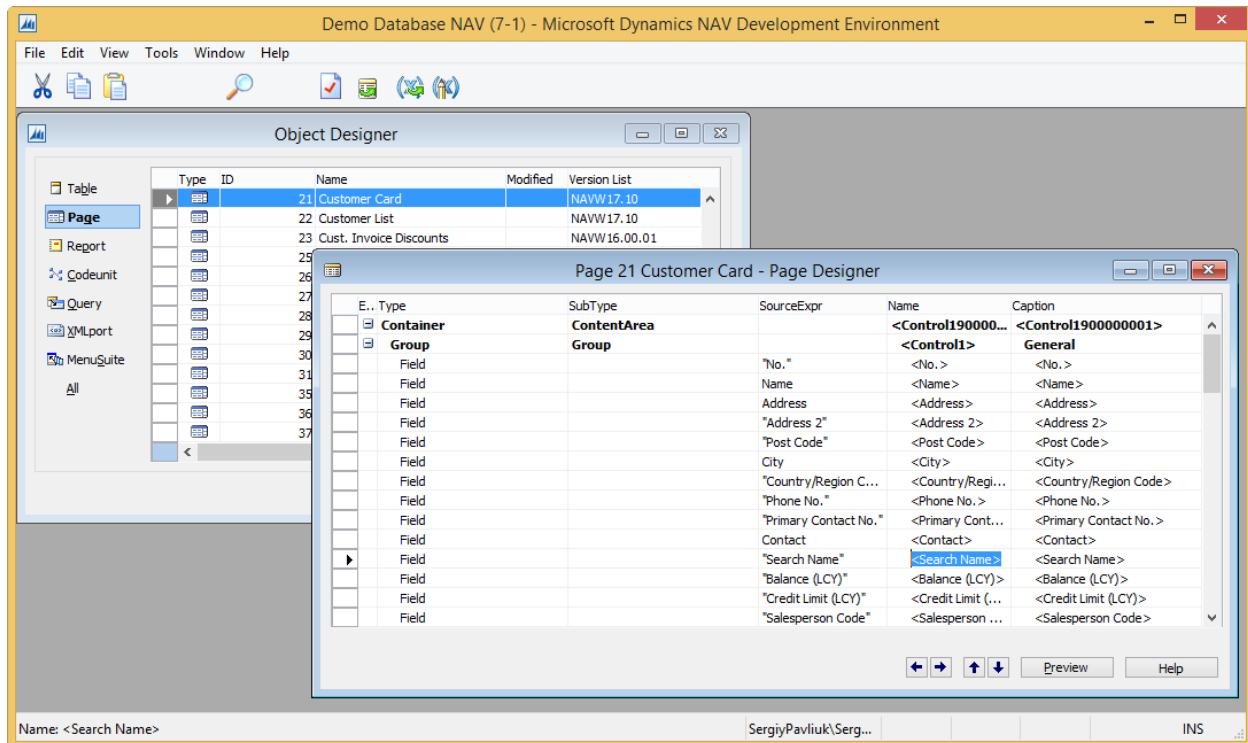 Demo Database NAV (7-1) - Microsoft Dynamics NAV Development Environment
File Edit View Tools Window Help
Object Designer
Table
Page
Report
Codeunit
Query
XMLport
MenuSuite
All
Type ID Name Modified Version List
21 Customer Card NAVW17.10
22 Customer List NAVW17.10
23 Cust. Invoice Discounts NAVW16.00.01
25
26
27
28
29
30
31
35
36
37
Page 21 Customer Card - Page Designer
E.. Type SubType SourceExpr Name Caption
Container ContentArea <Control190000... <Control1900000001>
Group Group <Control1> General
Field "No." <No.> <No.>
Field Name <Name> <Name>
Field Address <Address> <Address>
Field "Address 2" <Address 2> <Address 2>
Field "Post Code" <Post Code> <Post Code>
Field City <City> <City>
Field "Country/Region C... <Country/Regi... <Country/Region Code>
Field "Phone No." <Phone No.> <Phone No.>
Field "Primary Contact No." <Primary Cont... <Primary Contact No.>
Field Contact <Contact> <Contact>
Field "Search Name" <Search Name> <Search Name>
Field "Balance (LCY)" <Balance (LCY)> <Balance (LCY)>
Field "Credit Limit (LCY)" <Credit Limit (... <Credit Limit (LCY)>
Field "Salesperson Code" <Salesperson ... <Salesperson Code>
Preview Help
Name: <Search Name> SergiyPavliuk\Serg... INS